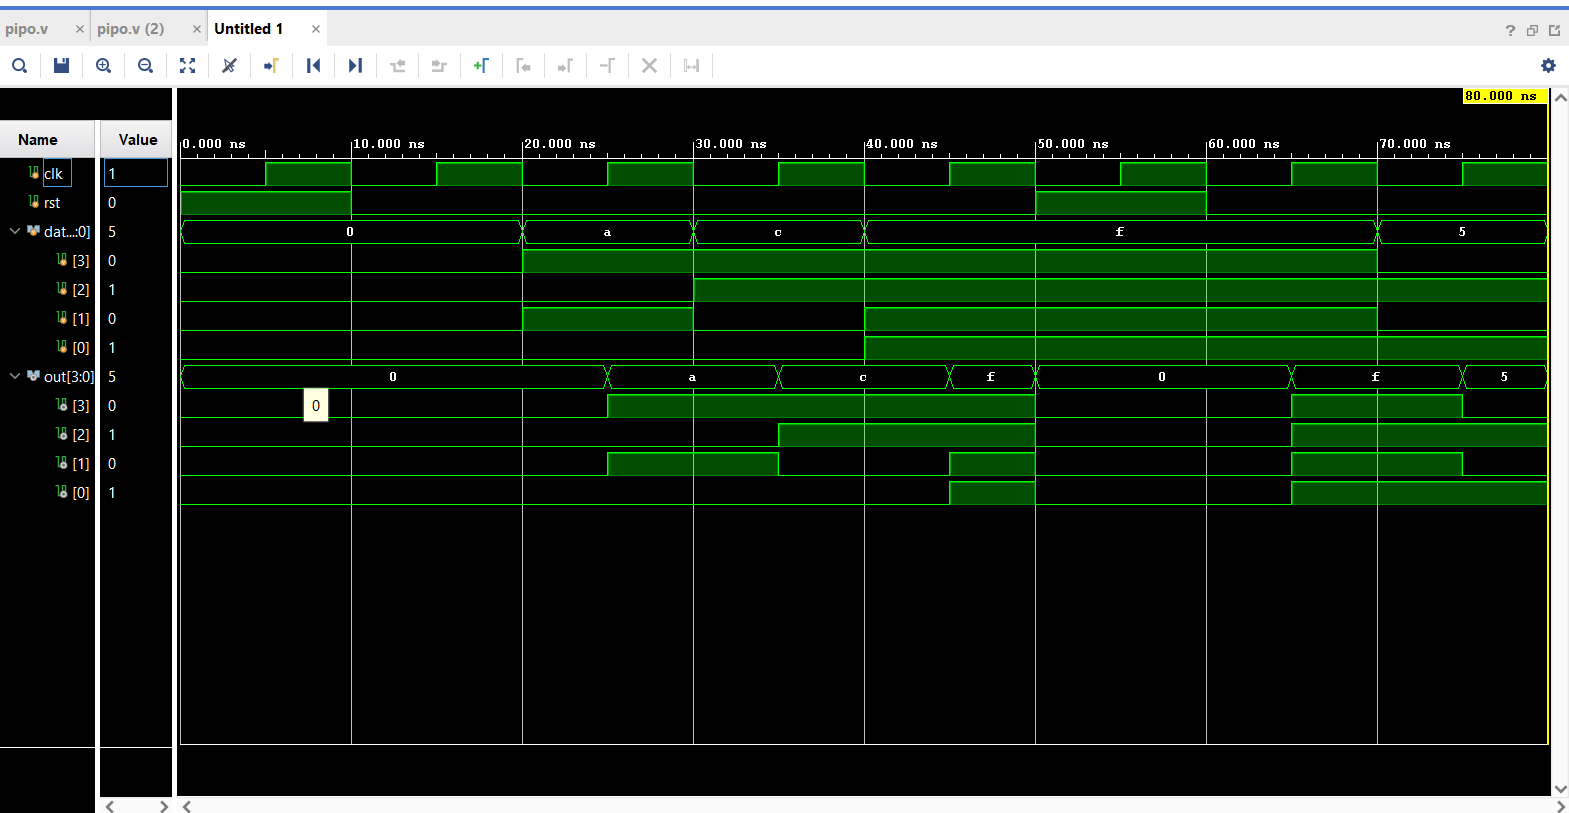 pipo.v × pipo.v (2) × Untitled 1 ×
?
80.000 ns
Name Value
0.000 ns 10.000 ns 20.000 ns 30.000 ns 40.000 ns 50.000 ns 60.000 ns 70.000 ns
clk 1
rst 0
dat...:0] 5 0 a c f 5
[3] 0
[2] 1
[1] 0
[0] 1
out[3:0] 5 0 a c f 0 f 5
[3] 0 0
[2] 1
[1] 0
[0] 1